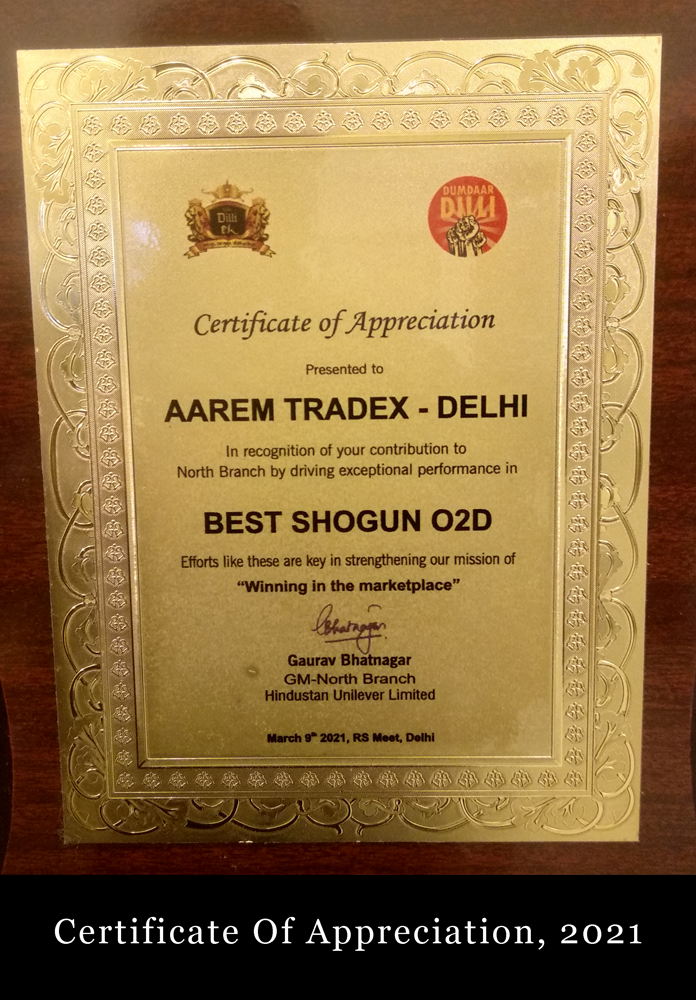 Dilli
ek
DUMDAAR
DILLI
Certificate of Appreciation
Presented to
AAREM TRADEX - DELHI
In recognition of your contribution to
North Branch by driving exceptional performance in
BEST SHOGUN O2D
Efforts like these are key in strengthening our mission of
“Winning in the marketplace”
Bhatnagar
Gaurav Bhatnagar
GM-North Branch
Hindustan Unilever Limited
March 9th 2021, RS Meet, Delhi
Certificate Of Appreciation, 2021